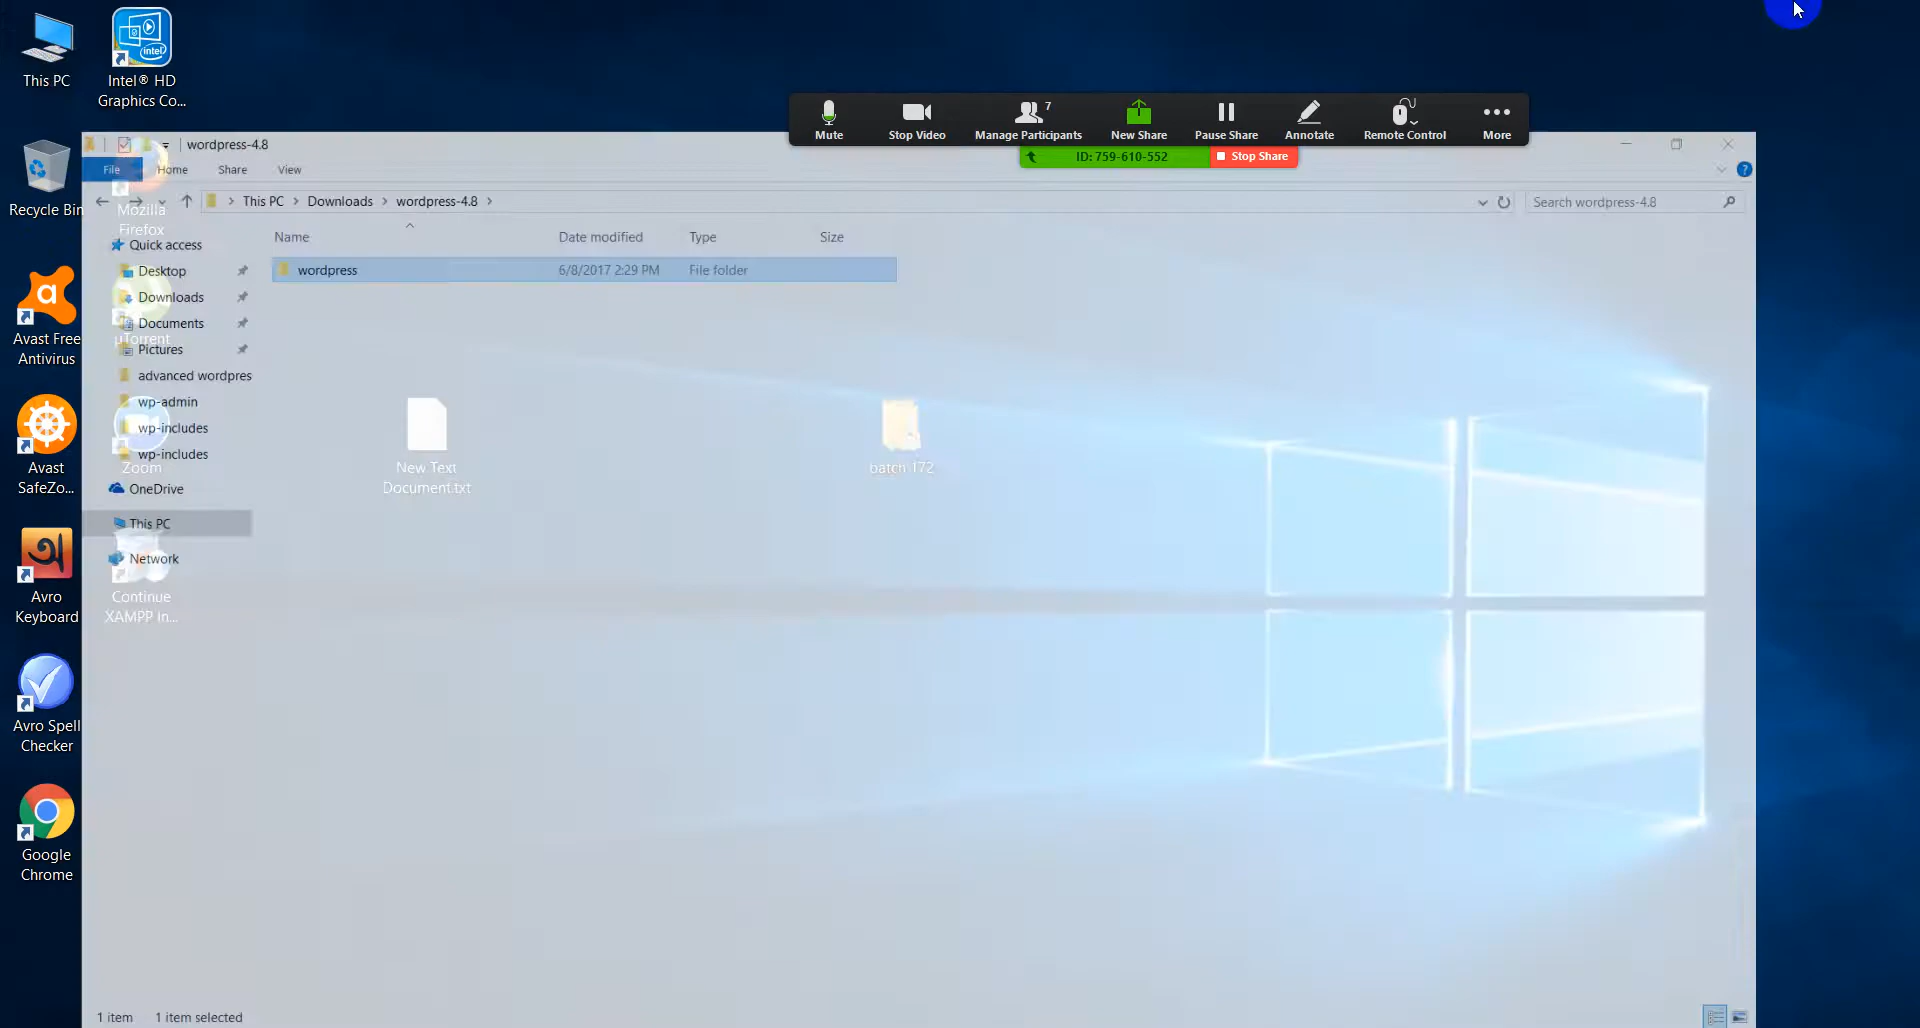 This PC
Intel® HD
Graphics Co...
intel
Recycle Bin
Mozilla
Firefox
Avast Free
Antivirus
µTorrent
Avast
SafeZo...
Zoom
Avro
Keyboard
অ
Continue
XAMPP In...
Avro Spell
Checker
Google
Chrome
New Text
Document.txt
batch 172
Mute
Stop Video
7
Manage Participants
New Share
Pause Share
Annotate
Remote Control
More
ID: 759-610-552
Stop Share
wordpress-4.8
File
Home
Share
View
This PC
Downloads
wordpress-4.8
Search wordpress-4.8
Name
Date modified
Type
Size
wordpress
6/8/2017 2:29 PM
File folder
Quick access
Desktop
Downloads
Documents
Pictures
advanced wordpres
wp-admin
wp-includes
wp-includes
OneDrive
This PC
Network
1 item
1 item selected